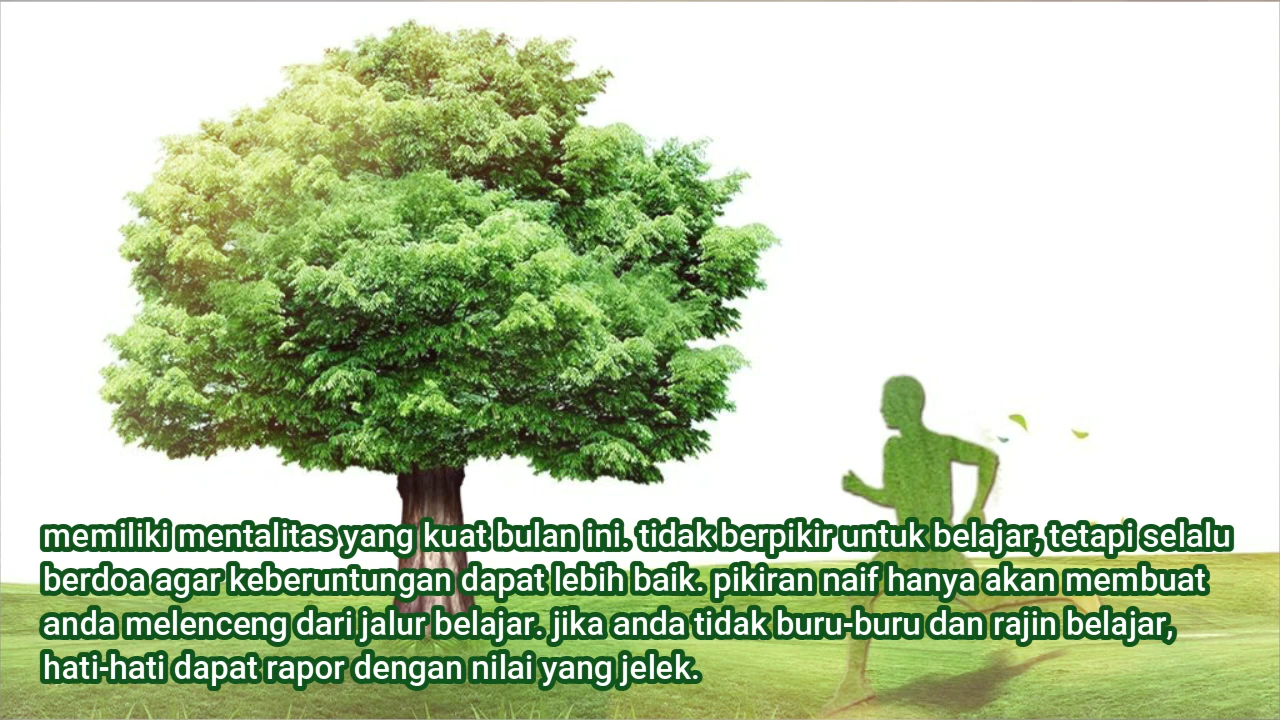 memiliki mentalitas yang kuat bulan ini. tidak berpikir untuk belajar, tetapi selalu
berdoa agar keberuntungan dapat lebih baik. pikiran naif hanya akan membuat
anda melenceng dari jalur belajar. jika anda tidak buru-buru dan rajin belajar,
hati-hati dapat rapor dengan nilai yang jelek.